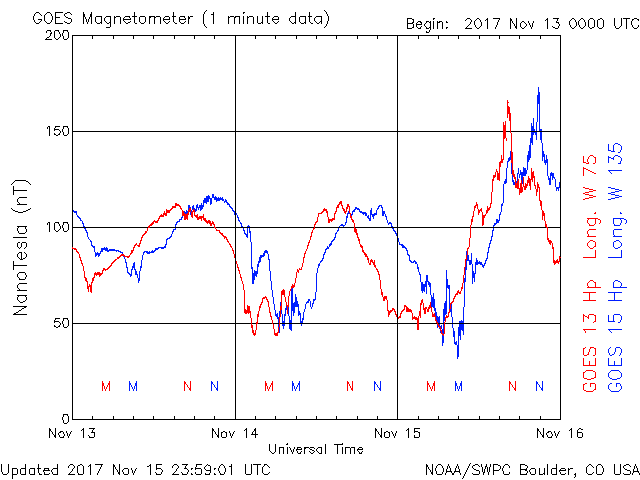 GOES Magnetometer (1 minute data)
Begin: 2017 Nov 13 0000 UTC
200
150
100
50
0
NanoTesla (nT)
M M N N M M N N M M N N
Nov 13 Nov 14 Nov 15 Nov 16
Universal Time
GOES 13 Hp Long. W 75
GOES 15 Hp Long. W 135
Updated 2017 Nov 15 23:59:01 UTC
NOAA/SWPC Boulder, CO USA